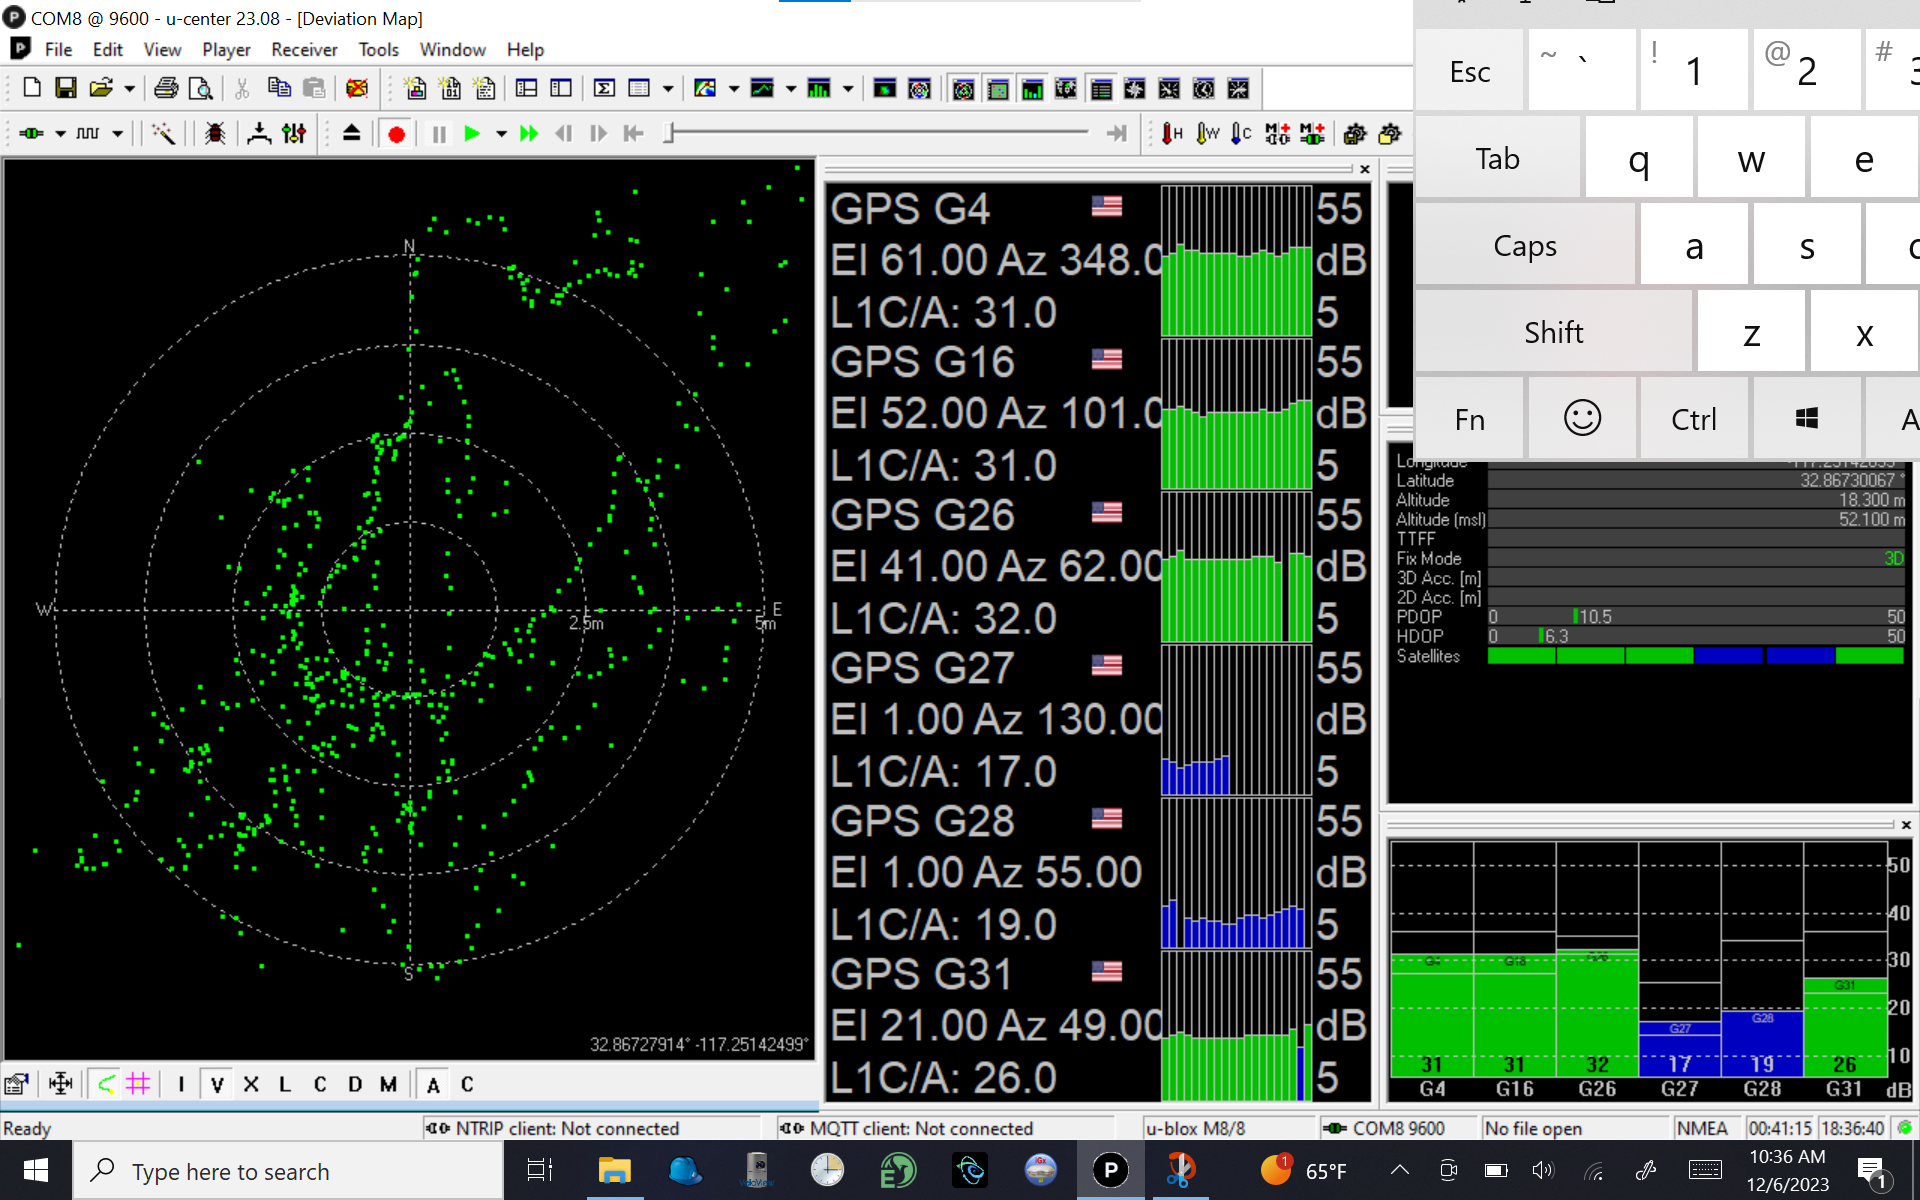 COM8 @ 9600 - u-center 23.08 - [Deviation Map]
File Edit View Player Receiver Tools Window Help
H W C
N
W
E
S
2.5m
5m
32.86727914° -117.25142499°
I V X L C D M A C
GPS G4
El 61.00 Az 348.0
L1C/A: 31.0
55
dB
5
GPS G16
El 52.00 Az 101.0
L1C/A: 31.0
55
dB
5
GPS G26
El 41.00 Az 62.00
L1C/A: 32.0
55
dB
5
GPS G27
El 1.00 Az 130.00
L1C/A: 17.0
55
dB
5
GPS G28
El 1.00 Az 55.00
L1C/A: 19.0
55
dB
5
GPS G31
El 21.00 Az 49.00
L1C/A: 26.0
55
dB
5
Esc ~ ` ! 1 @ 2 # 3
Tab q w e
Caps a s
Shift z x
Fn Ctrl A
Longitude
Latitude 32.86730067 °
Altitude 18.300 m
Altitude (msl) 52.100 m
TTFF
Fix Mode 3D
3D Acc. [m]
2D Acc. [m]
PDOP 0 10.5 50
HDOP 0 6.3 50
Satellites
50
40
30
20
10
G4 G31
G27 G28
31 31 32 17 19 26
G4 G16 G26 G27 G28 G31 dB
Ready NTRIP client: Not connected MQTT client: Not connected u-blox M8/8 COM8 9600 No file open NMEA 00:41:15 18:36:40
Type here to search
1
65°F
10:36 AM
12/6/2023
1